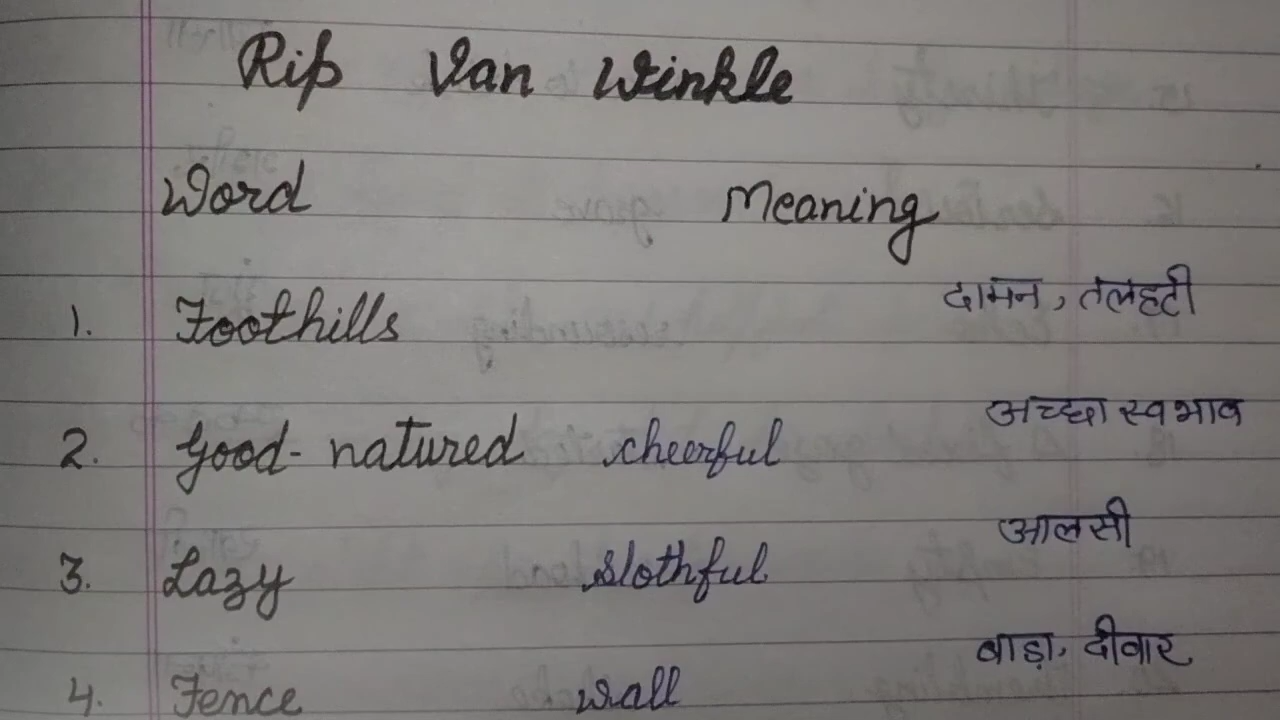 Rip Van Winkle
Word Meaning
1. Foothills दामन, तलहटी
2. Good-natured cheerful अच्छा स्वभाव
3. Lazy Slothful आलसी
4. Fence wall बाड़ा, दीवार